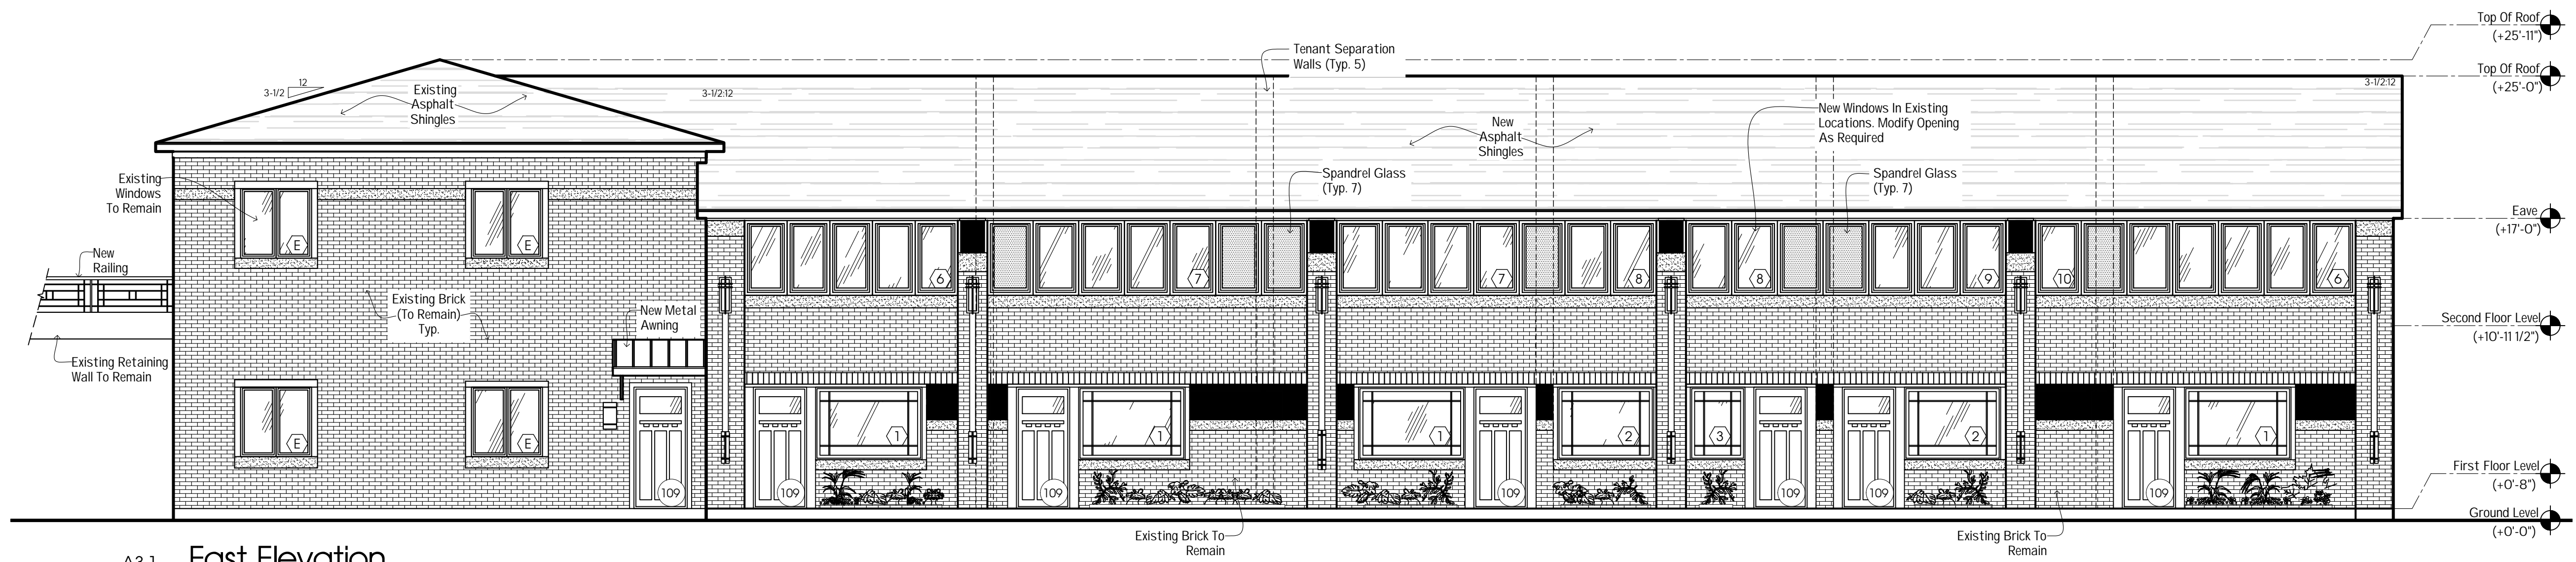 Top Of Roof
(+25'-11")
Tenant Separation
Walls (Typ. 5)
Top Of Roof
(+25'-0")
12
3-1/2
Existing
Asphalt
Shingles
3-1/2:12
3-1/2:12
New Windows In Existing
Locations. Modify Opening
As Required
New
Asphalt
Shingles
Existing
Windows
To Remain
Spandrel Glass
(Typ. 7)
Spandrel Glass
(Typ. 7)
Eave
(+17'-0")
E
E
New
Railing
6
7
7
8
8
9
10
6
Existing Brick
(To Remain)
Typ.
New Metal
Awning
Second Floor Level
(+10'-11 1/2")
Existing Retaining
Wall To Remain
E
E
1
1
1
2
3
2
1
109
109
109
109
109
109
109
First Floor Level
(+0'-8")
Ground Level
(+0'-0")
Existing Brick To
Remain
Existing Brick To
Remain
A3.1
East Elevation